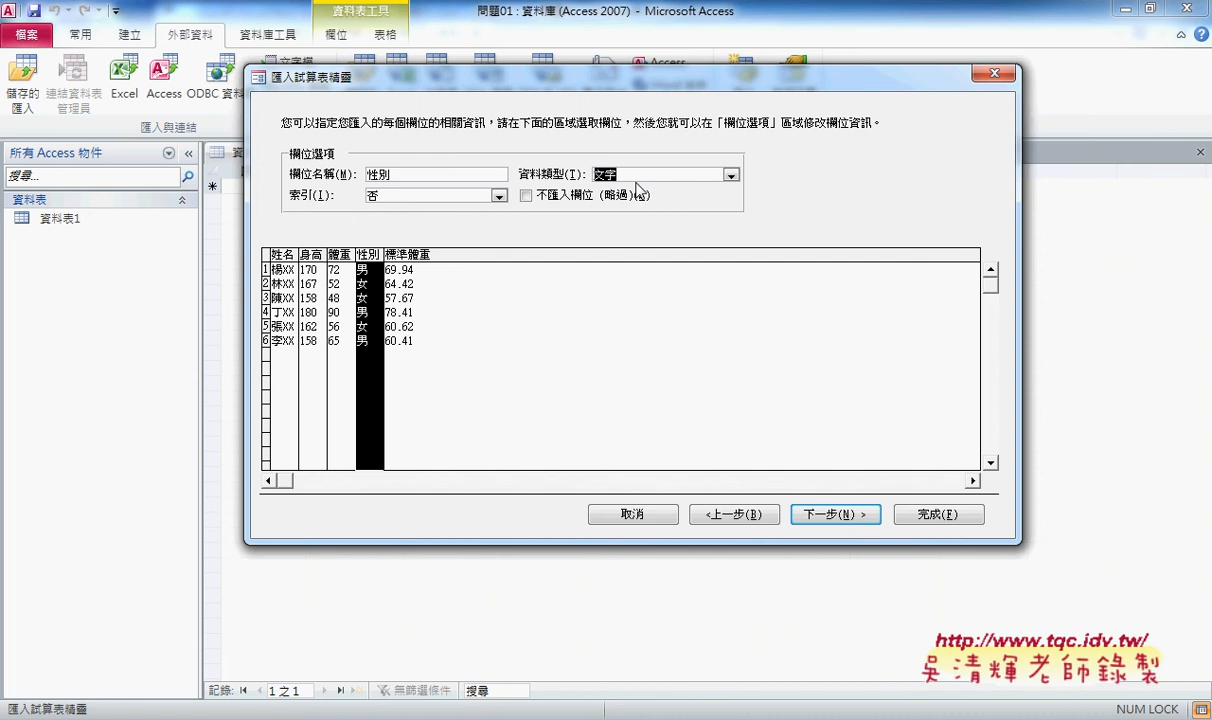 問題01 : 資料庫 (Access 2007) - Microsoft Access
資料表工具
檔案 常用 建立 外部資料 資料庫工具 欄位 表格
儲存的匯入
連結資料表管理員
Excel Access ODBC 資料
匯入與連結
所有 Access 物件
搜尋...
資料表
資料表1
匯入試算表精靈
您可以指定您匯入的每個欄位的相關資訊，請在下面的區域選取欄位，然後您就可以在「欄位選項」區域修改欄位資訊。
欄位選項
欄位名稱(M): 性別 資料類型(T): 文字
索引(I): 否 不匯入欄位 (略過)
姓名 身高 體重 性別 標準體重
1 楊XX 170 72 男 69.94
2 林XX 167 52 女 64.42
3 陳XX 158 48 女 57.67
4 丁XX 180 90 男 78.41
5 張XX 162 56 女 60.62
6 李XX 158 65 男 60.41
取消 <上一步(B) 下一步(N) > 完成(F)
http://www.tqc.idv.tw/
吳清輝老師錄製
記錄: 1 之 1 無篩選條件 搜尋
匯入試算表精靈 NUM LOCK